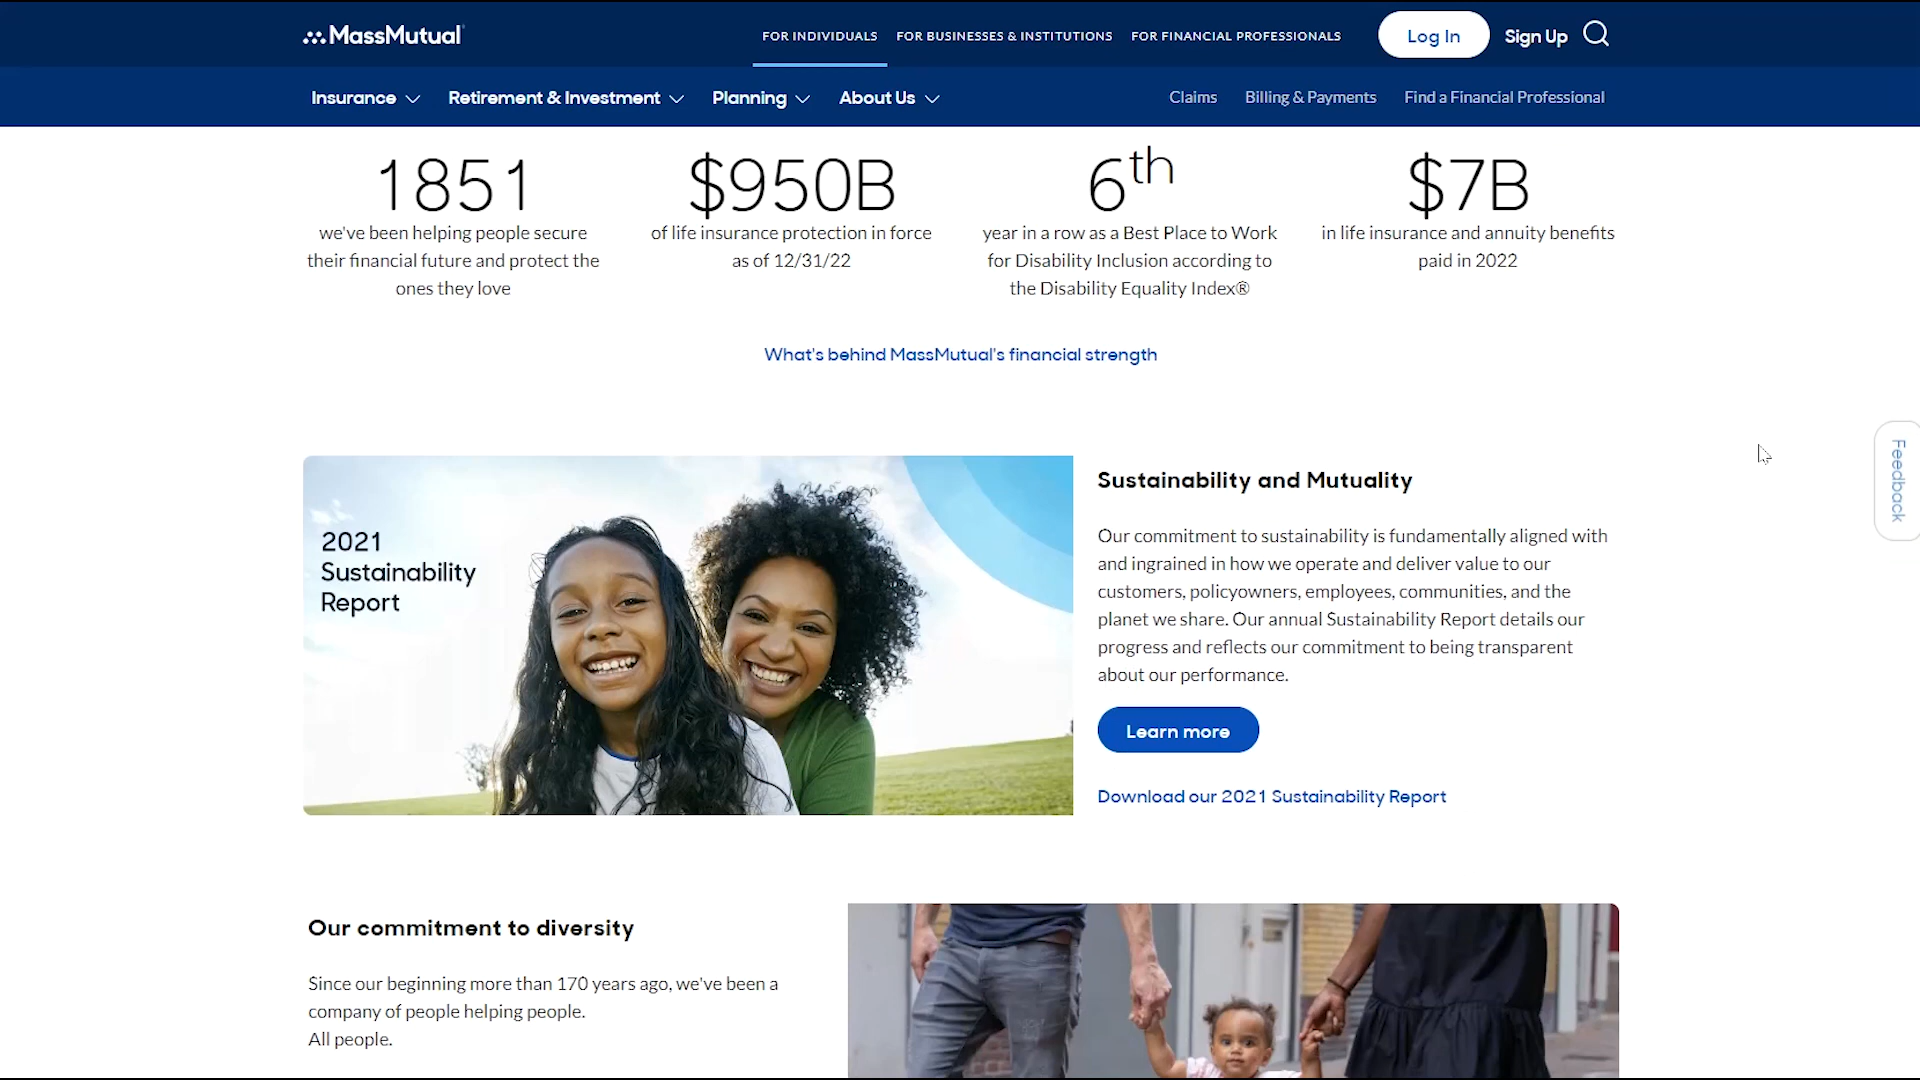 MassMutual
FOR INDIVIDUALS
FOR BUSINESSES & INSTITUTIONS
FOR FINANCIAL PROFESSIONALS
Log In
Sign Up
Insurance
Retirement & Investment
Planning
About Us
Claims
Billing & Payments
Find a Financial Professional
1851
we've been helping people secure
their financial future and protect the
ones they love
$950B
of life insurance protection in force
as of 12/31/22
6th
year in a row as a Best Place to Work
for Disability Inclusion according to
the Disability Equality Index®
$7B
in life insurance and annuity benefits
paid in 2022
What's behind MassMutual's financial strength
Feedback
2021
Sustainability
Report
Sustainability and Mutuality
Our commitment to sustainability is fundamentally aligned with
and ingrained in how we operate and deliver value to our
customers, policyowners, employees, communities, and the
planet we share. Our annual Sustainability Report details our
progress and reflects our commitment to being transparent
about our performance.
Learn more
Download our 2021 Sustainability Report
Our commitment to diversity
Since our beginning more than 170 years ago, we've been a
company of people helping people.
All people.